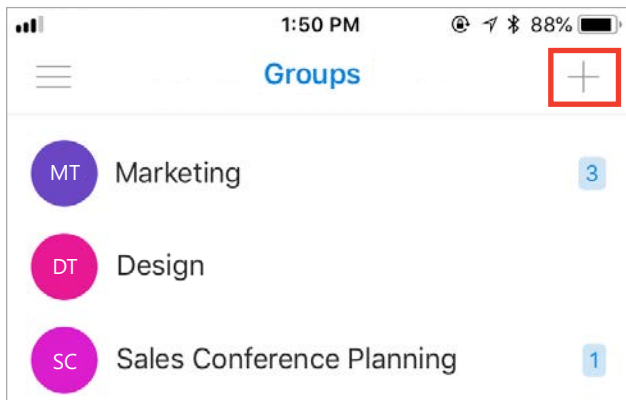 1:50 PM 88%
Groups
MT Marketing 3
DT Design
SC Sales Conference Planning 1